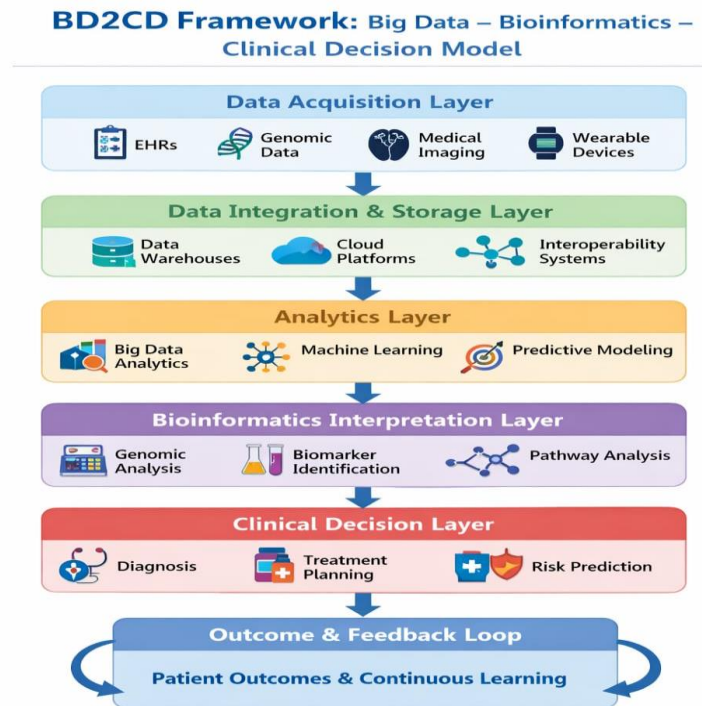 BD2CD Framework: Big Data – Bioinformatics –
Clinical Decision Model
Data Acquisition Layer
EHRs
Genomic
Data
Medical
Imaging
Wearable
Devices
Data Integration & Storage Layer
Data
Warehouses
Cloud
Platforms
Interoperability
Systems
Analytics Layer
Big Data
Analytics
Machine Learning
Predictive Modeling
Bioinformatics Interpretation Layer
Genomic
Analysis
Biomarker
Identification
Pathway Analysis
Clinical Decision Layer
Diagnosis
Treatment
Planning
Risk Prediction
Outcome & Feedback Loop
Patient Outcomes & Continuous Learning